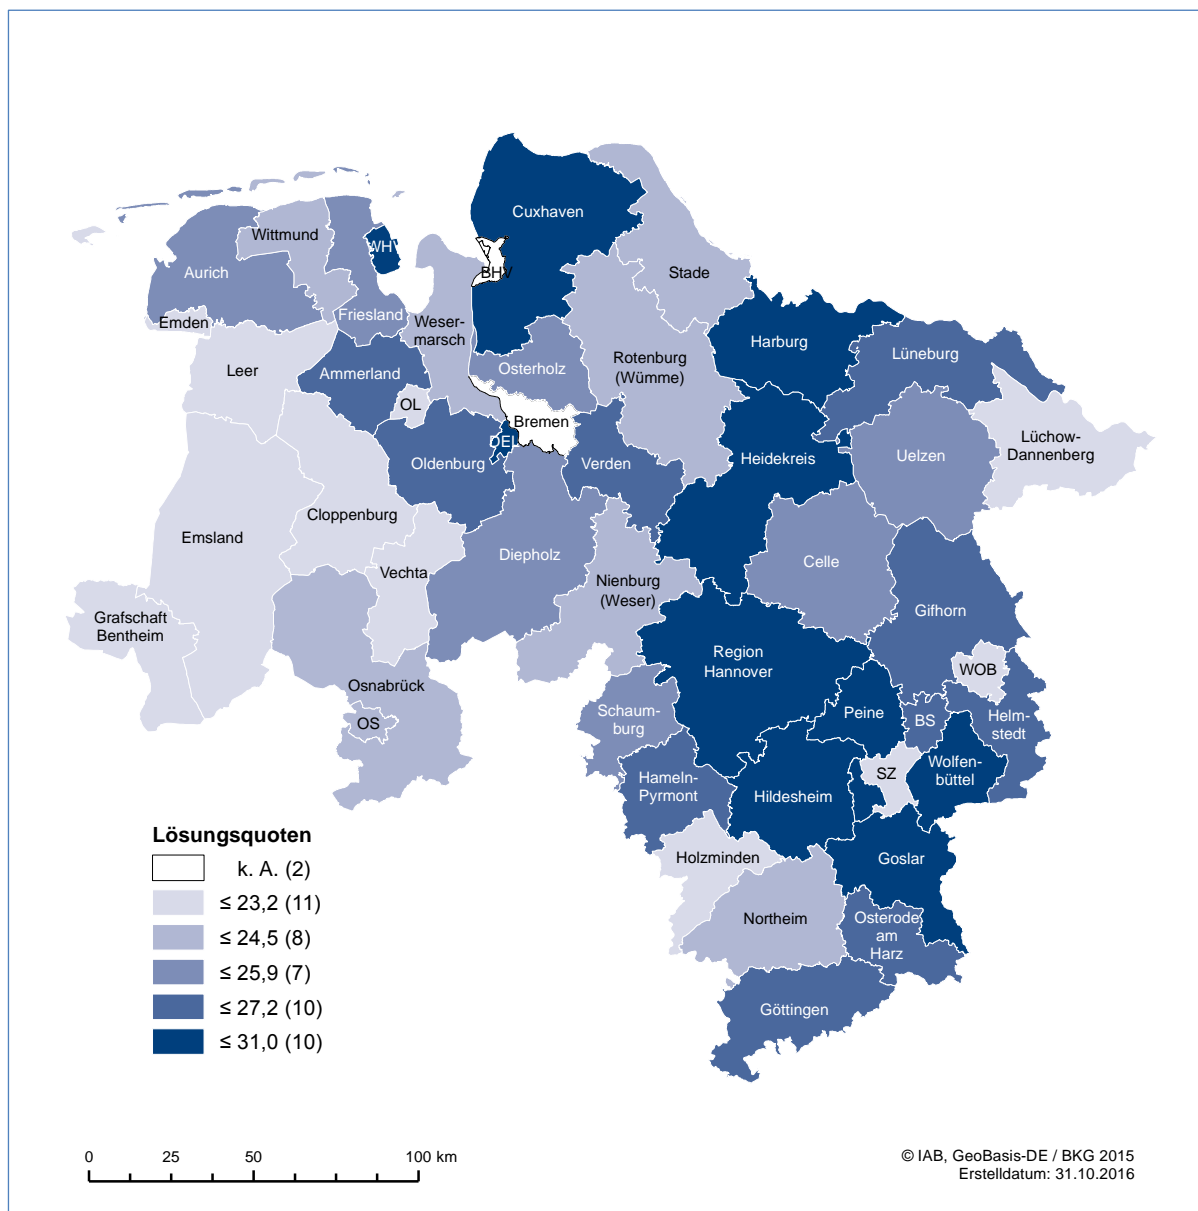 Cuxhaven
Wittmund
WHV
Aurich
BHV
Stade
Emden
Friesland
Weser-
marsch
Harburg
Lüneburg
Leer
Ammerland
Osterholz
Rotenburg
(Wümme)
OL
Bremen
DEL
Lüchow-
Dannenberg
Oldenburg
Verden
Heidekreis
Uelzen
Cloppenburg
Emsland
Vechta
Diepholz
Celle
Nienburg
(Weser)
Gifhorn
Grafschaft
Bentheim
Region
Hannover
WOB
Osnabrück
OS
Schaum-
burg
Peine
BS
Helm-
stedt
Hameln-
Pyrmont
SZ
Wolfen-
büttel
Hildesheim
Holzminden
Goslar
Northeim
Osterode
am
Harz
Göttingen
Lösungsquoten
k. A. (2)
≤ 23,2 (11)
≤ 24,5 (8)
≤ 25,9 (7)
≤ 27,2 (10)
≤ 31,0 (10)
0 25 50 100 km
© IAB, GeoBasis-DE / BKG 2015
Erstelldatum: 31.10.2016